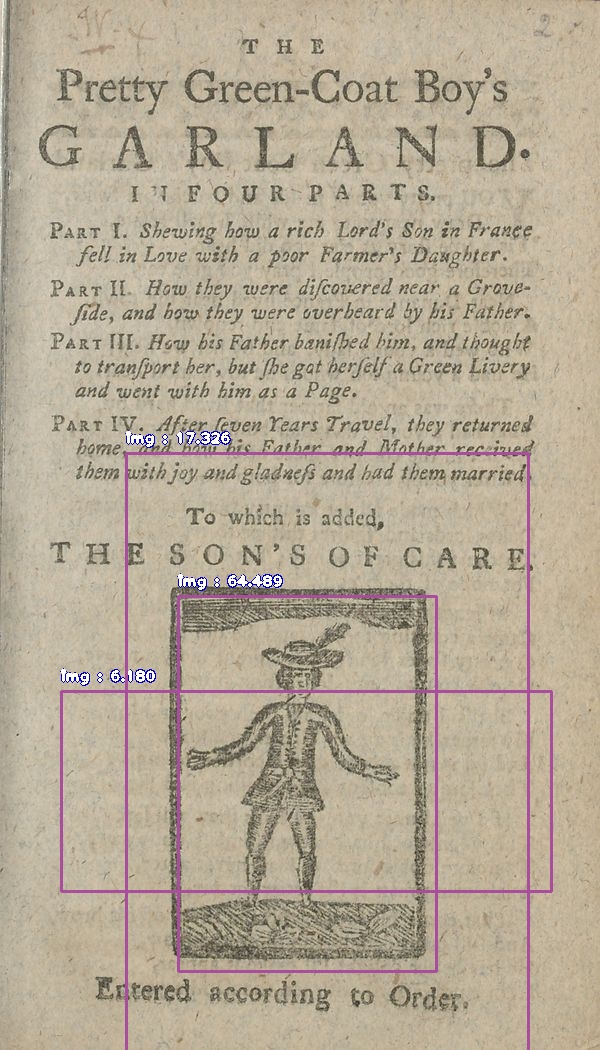 2
THE
Pretty Green-Coat Boy's
GARLAND.
IN FOUR PARTS.
PART I. Shewing how a rich Lord's Son in France
fell in Love with a poor Farmer's Daughter.
PART II. How they were diſcovered near a Grove-
ſide, and how they were overheard by his Father.
PART III. How his Father baniſhed him, and thought
to tranſport her, but ſhe got herſelf a Green Livery
and went with him as a Page.
PART IV. After ſeven Years Travel, they returned
img : 17.326
home, and how his Father and Mother received
them with joy and gladneſs and had them married.
To which is added,
THE SON'S OF CARE.
img : 64.489
img : 6.180
Entered according to Order.